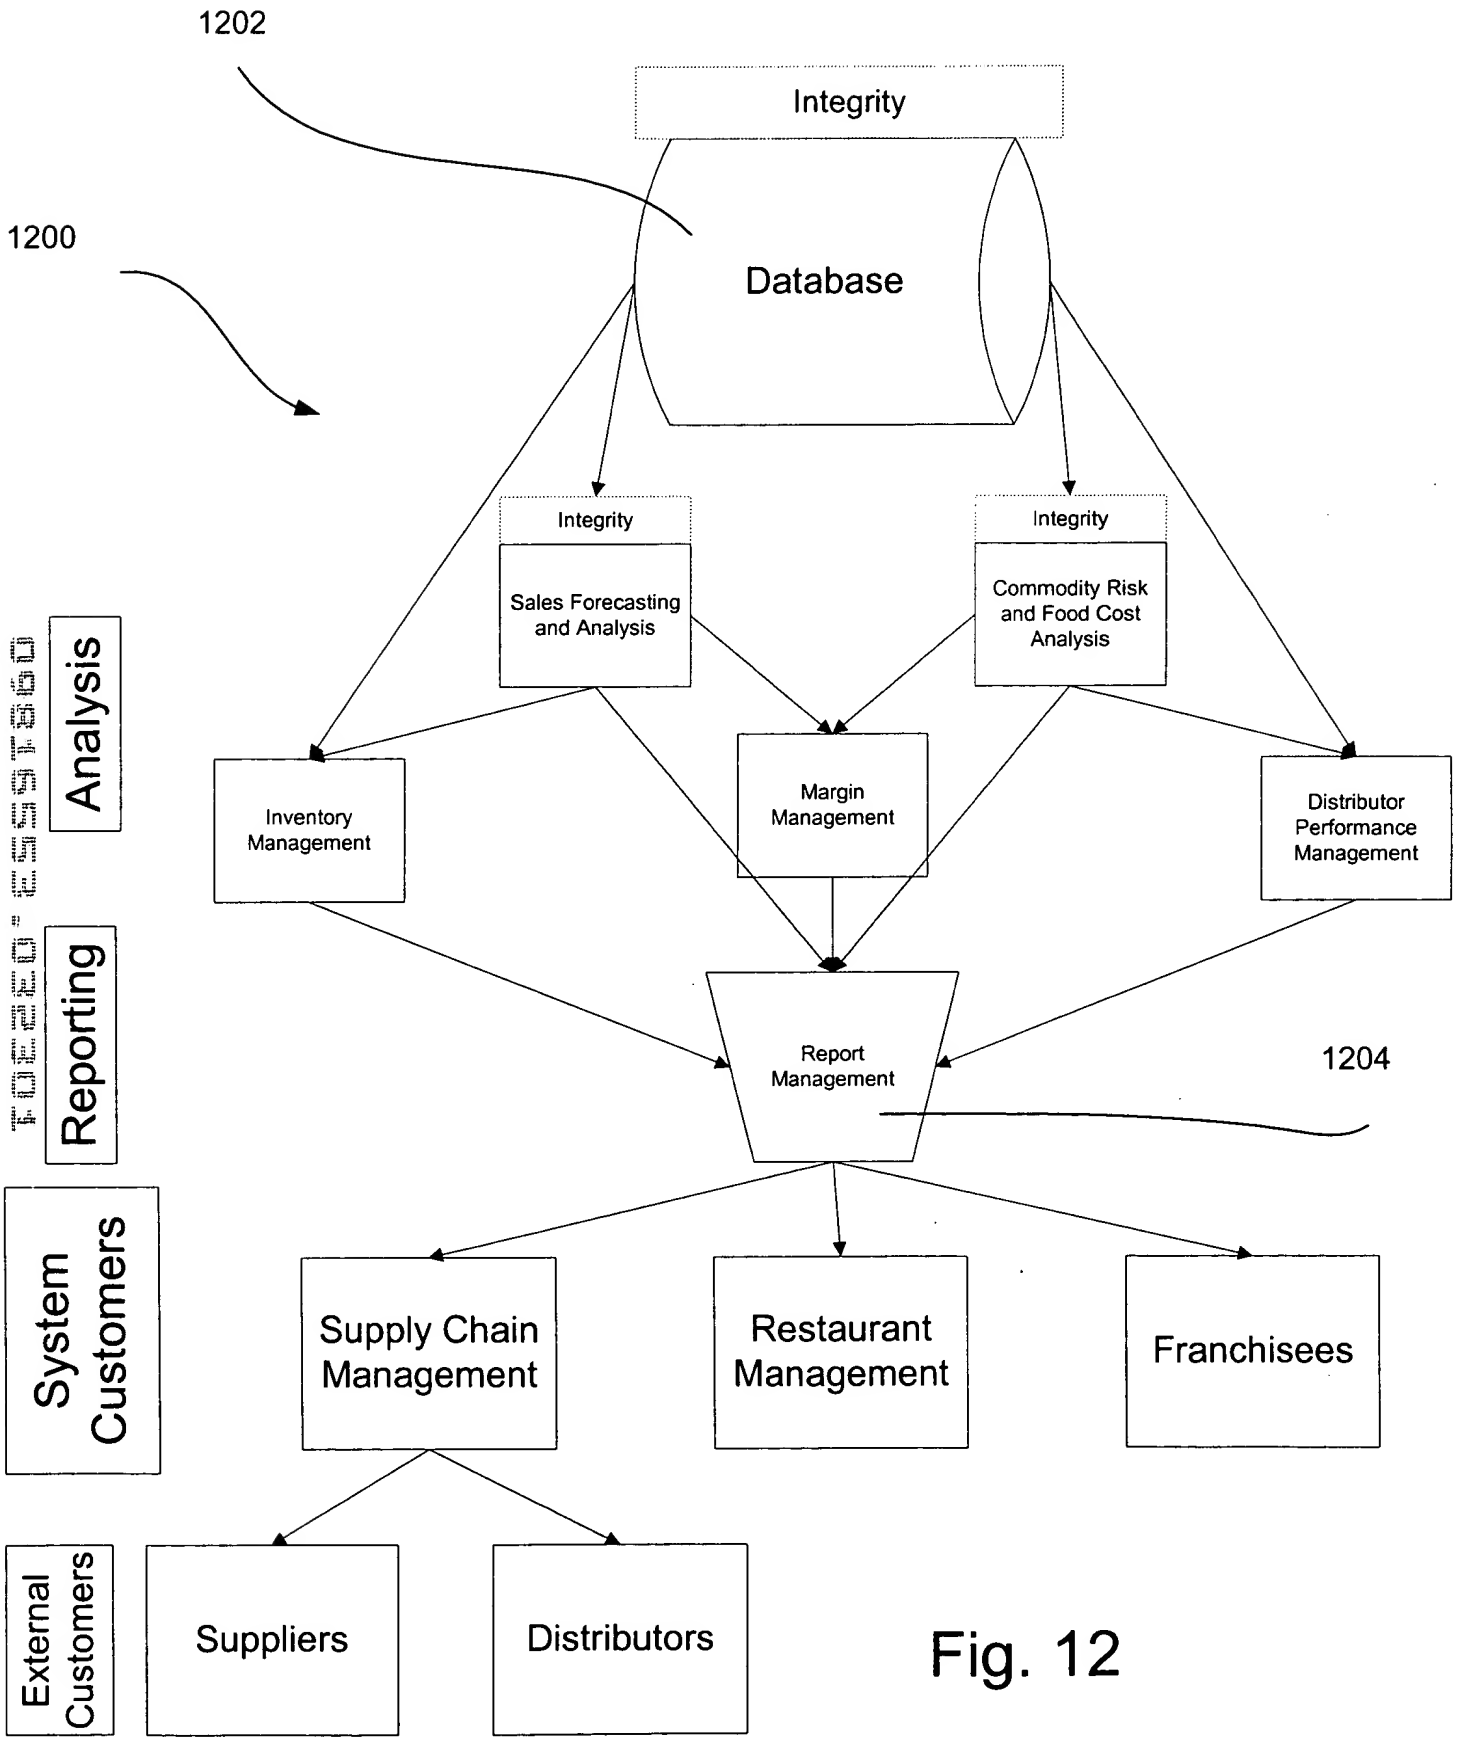 1202
Integrity
1200
Database
Integrity
Integrity
Sales Forecasting
and Analysis
Commodity Risk
and Food Cost
Analysis
Analysis
Inventory
Management
Margin
Management
Distributor
Performance
Management
Reporting
Report
Management
1204
System
Customers
Supply Chain
Management
Restaurant
Management
Franchisees
External
Customers
Suppliers
Distributors
Fig. 12